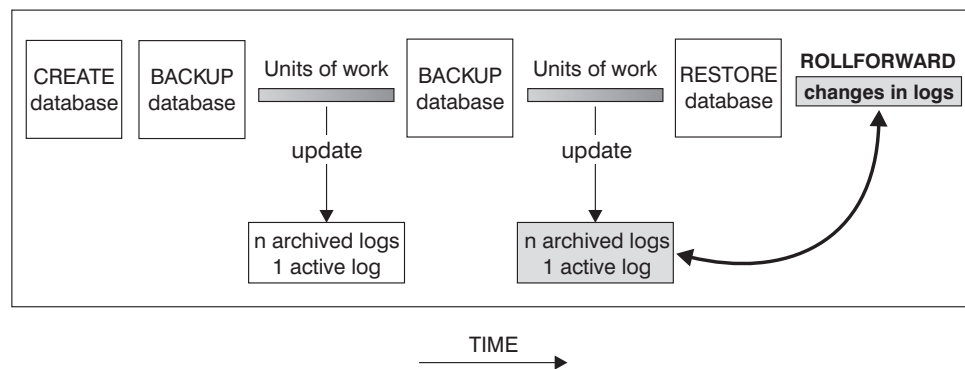 CREATE
database
BACKUP
database
Units of work
update
n archived logs
1 active log
BACKUP
database
Units of work
update
n archived logs
1 active log
RESTORE
database
ROLLFORWARD
changes in logs
TIME